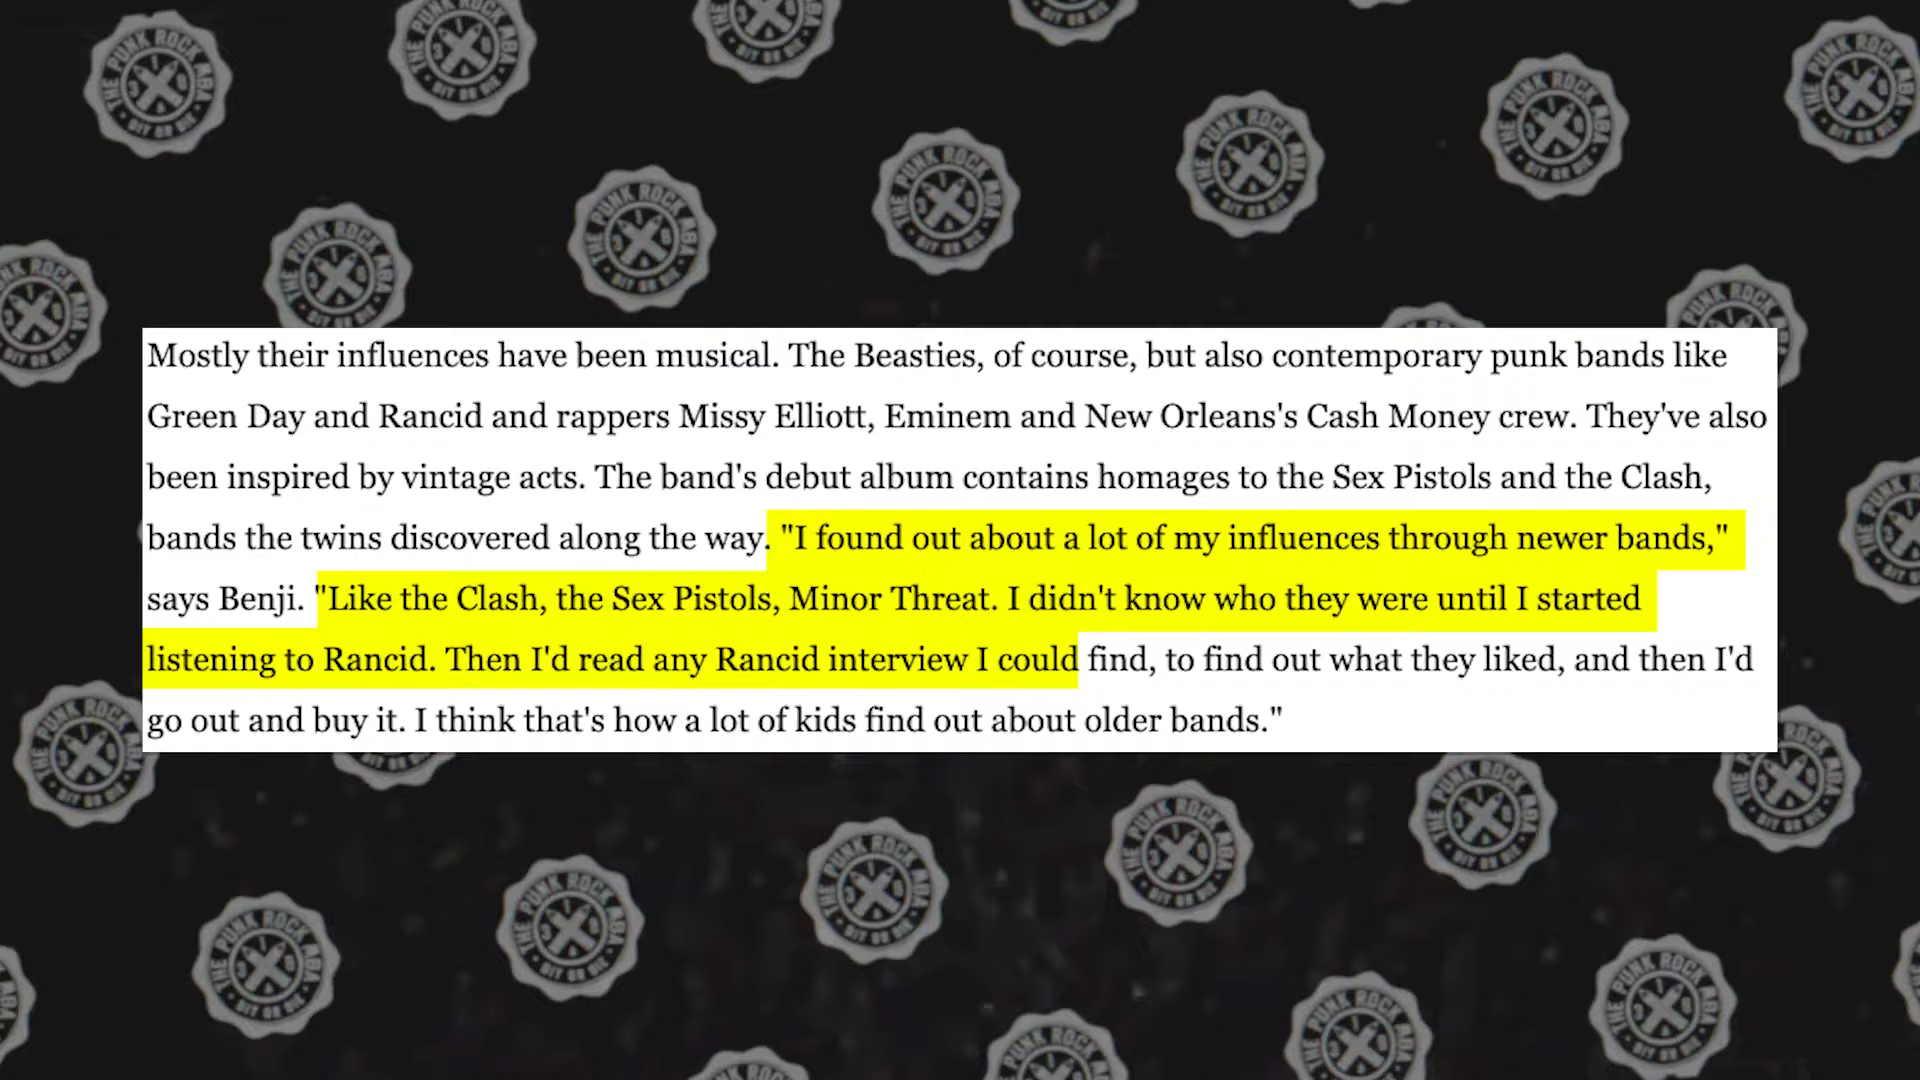 Mostly their influences have been musical. The Beasties, of course, but also contemporary punk bands like
Green Day and Rancid and rappers Missy Elliott, Eminem and New Orleans's Cash Money crew. They've also
been inspired by vintage acts. The band's debut album contains homages to the Sex Pistols and the Clash,
bands the twins discovered along the way. "I found out about a lot of my influences through newer bands,"
says Benji. "Like the Clash, the Sex Pistols, Minor Threat. I didn't know who they were until I started
listening to Rancid. Then I'd read any Rancid interview I could find, to find out what they liked, and then I'd
go out and buy it. I think that's how a lot of kids find out about older bands."
THE PUNK ROCK MBA